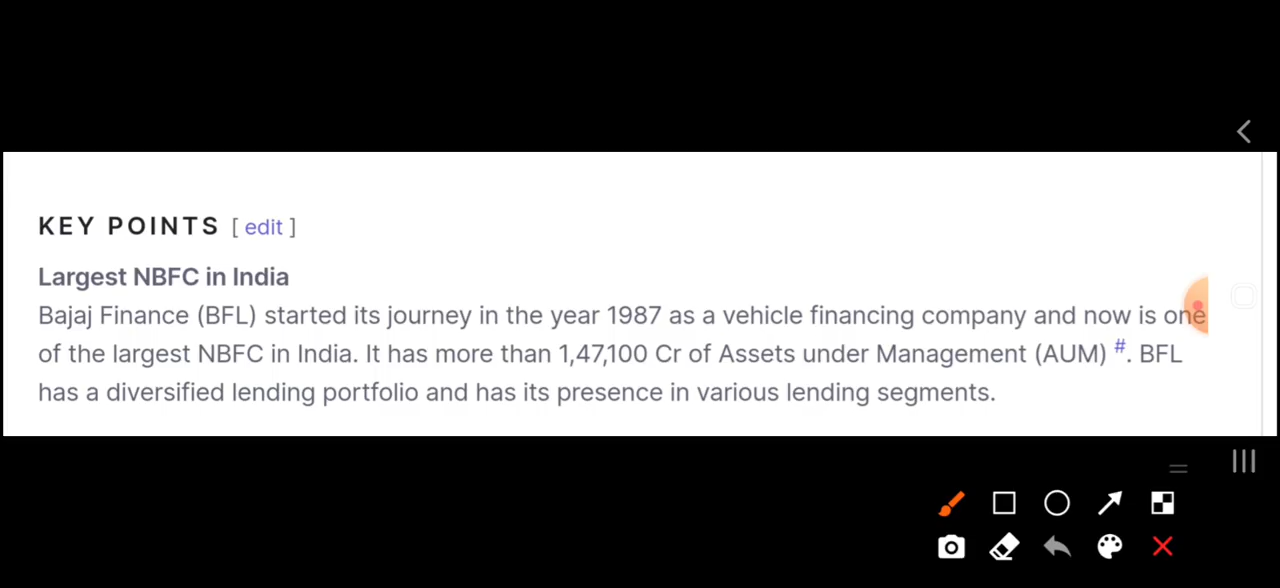 KEY POINTS [ edit ]
Largest NBFC in India
Bajaj Finance (BFL) started its journey in the year 1987 as a vehicle financing company and now is one
of the largest NBFC in India. It has more than 1,47,100 Cr of Assets under Management (AUM) #. BFL
has a diversified lending portfolio and has its presence in various lending segments.